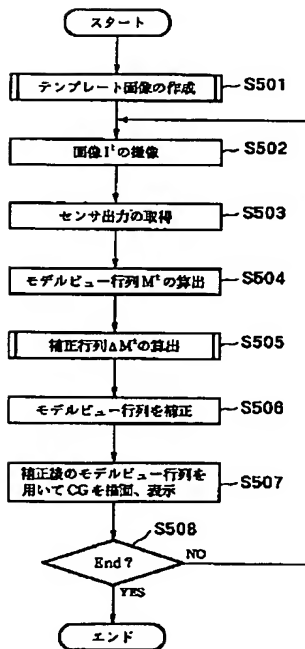 スタート
テンプレート画像の作成 S501
画像Iᵗの撮像 S502
センサ出力の取得 S503
モデルビュー行列Mᵗの算出 S504
補正行列ΔMᵗの算出 S505
モデルビュー行列を補正 S506
補正後のモデルビュー行列を
用いてCGを描画、表示 S507
S508
End?
NO
YES
エンド